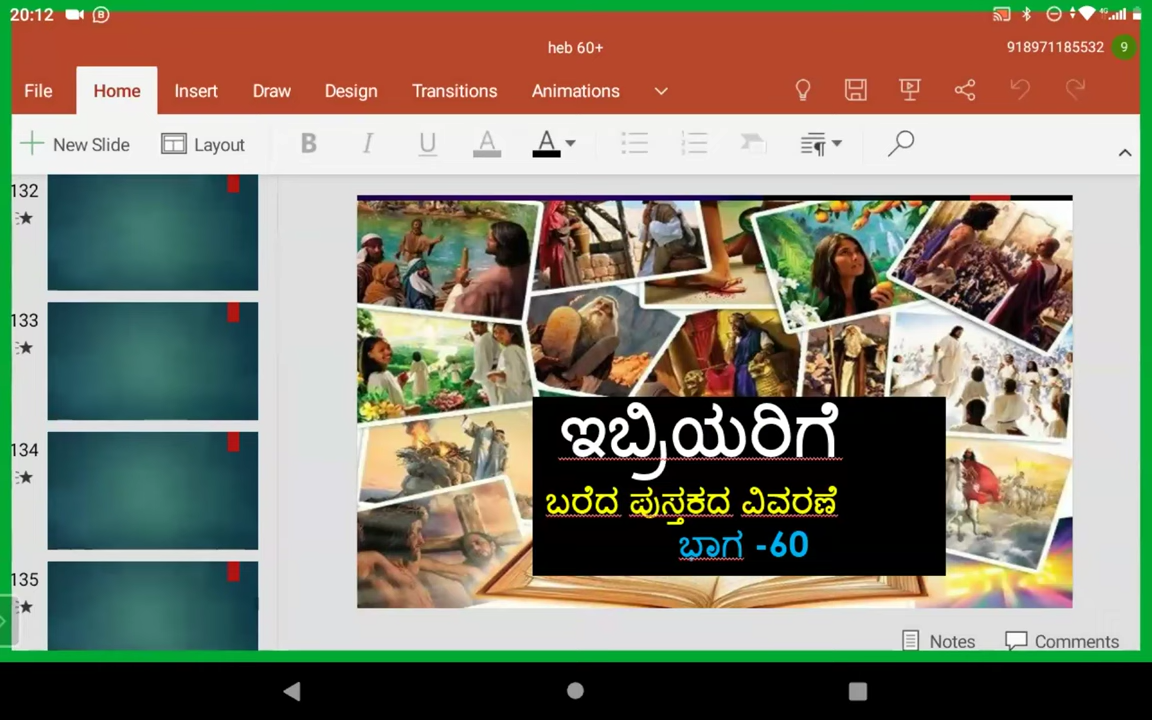 20:12
heb 60+
918971185532 9
File Home Insert Draw Design Transitions Animations
New Slide Layout B I U A A
132
133
134
135
ಇಬ್ರಿಯರಿಗೆ
ಬರೆದ ಪುಸ್ತಕದ ವಿವರಣೆ
ಭಾಗ -60
Notes Comments